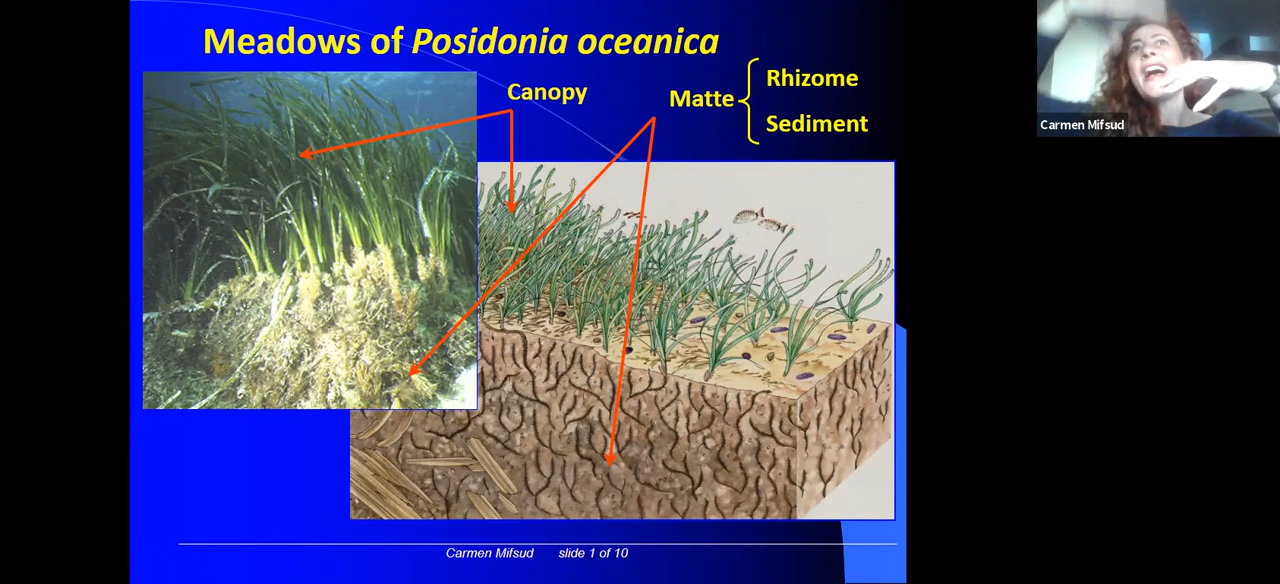 Meadows of Posidonia oceanica
Canopy
Matte
Rhizome
Sediment
Carmen Mifsud
Carmen Mifsud slide 1 of 10